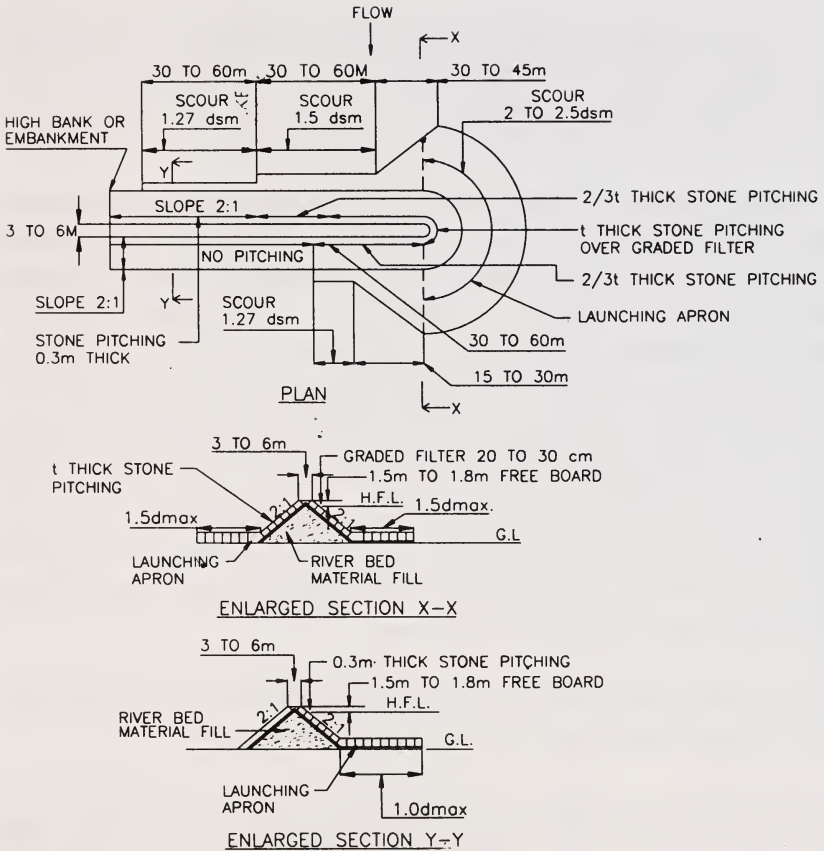 FLOW
X
30 TO 60m
30 TO 60M
30 TO 45m
SCOUR
1.27 dsm
SCOUR
1.5 dsm
SCOUR
2 TO 2.5dsm
HIGH BANK OR
EMBANKMENT
Y
SLOPE 2:1
2/3t THICK STONE PITCHING
3 TO 6M
t THICK STONE PITCHING
OVER GRADED FILTER
NO PITCHING
2/3t THICK STONE PITCHING
SLOPE 2:1
Y
SCOUR
1.27 dsm
LAUNCHING APRON
STONE PITCHING
0.3m THICK
30 TO 60m
15 TO 30m
PLAN
X
3 TO 6m
GRADED FILTER 20 TO 30 cm
t THICK STONE
PITCHING
1.5m TO 1.8m FREE BOARD
H.F.L.
2:1
2:1
1.5dmax
1.5dmax.
G.L
LAUNCHING
APRON
RIVER BED
MATERIAL FILL
ENLARGED SECTION X-X
3 TO 6m
0.3m THICK STONE PITCHING
1.5m TO 1.8m FREE BOARD
H.F.L.
RIVER BED
MATERIAL FILL
2:1
2:1
G.L.
LAUNCHING
APRON
1.0dmax
ENLARGED SECTION Y-Y